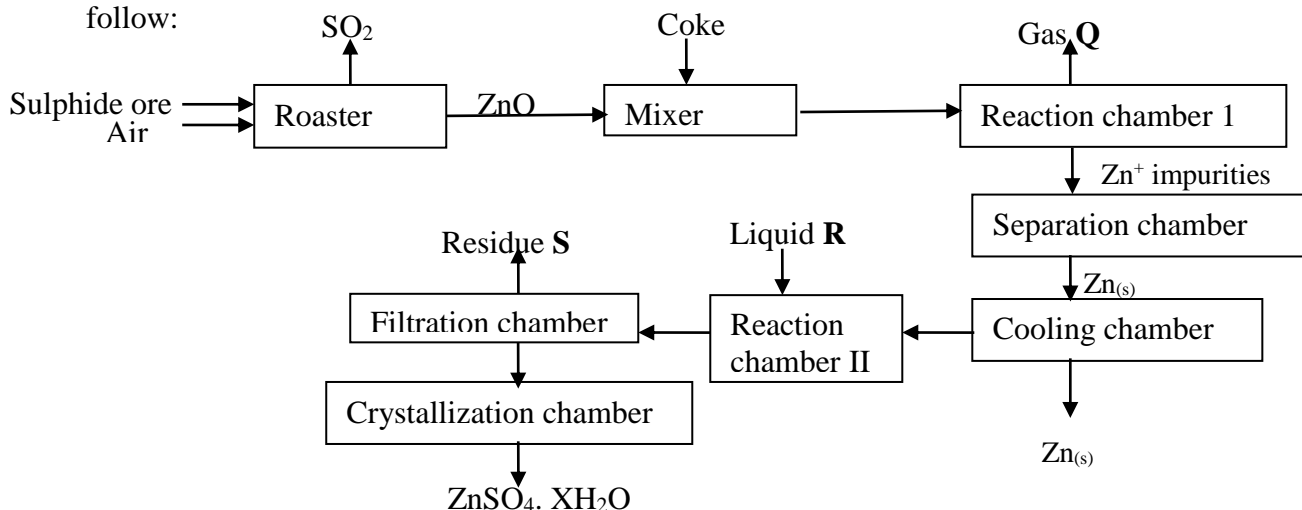 follow:
SO₂
Coke
Gas Q
Sulphide ore
Air
Roaster
ZnO
Mixer
Reaction chamber 1
Zn⁺ impurities
Separation chamber
Residue S
Liquid R
Zn₍s₎
Filtration chamber
Reaction
chamber II
Cooling chamber
Crystallization chamber
Zn₍s₎
ZnSO₄. XH₂O